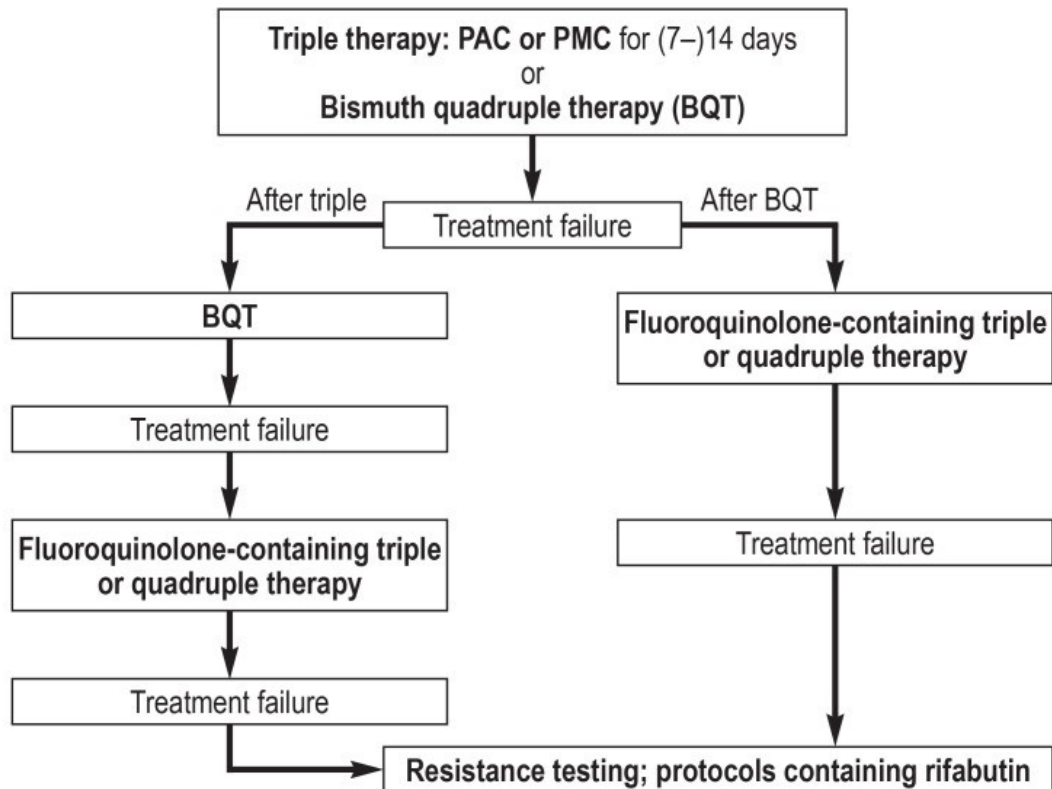 Triple therapy: PAC or PMC for (7–)14 days
or
Bismuth quadruple therapy (BQT)
After triple
Treatment failure
After BQT
BQT
Fluoroquinolone-containing triple
or quadruple therapy
Treatment failure
Fluoroquinolone-containing triple
or quadruple therapy
Treatment failure
Treatment failure
Resistance testing; protocols containing rifabutin